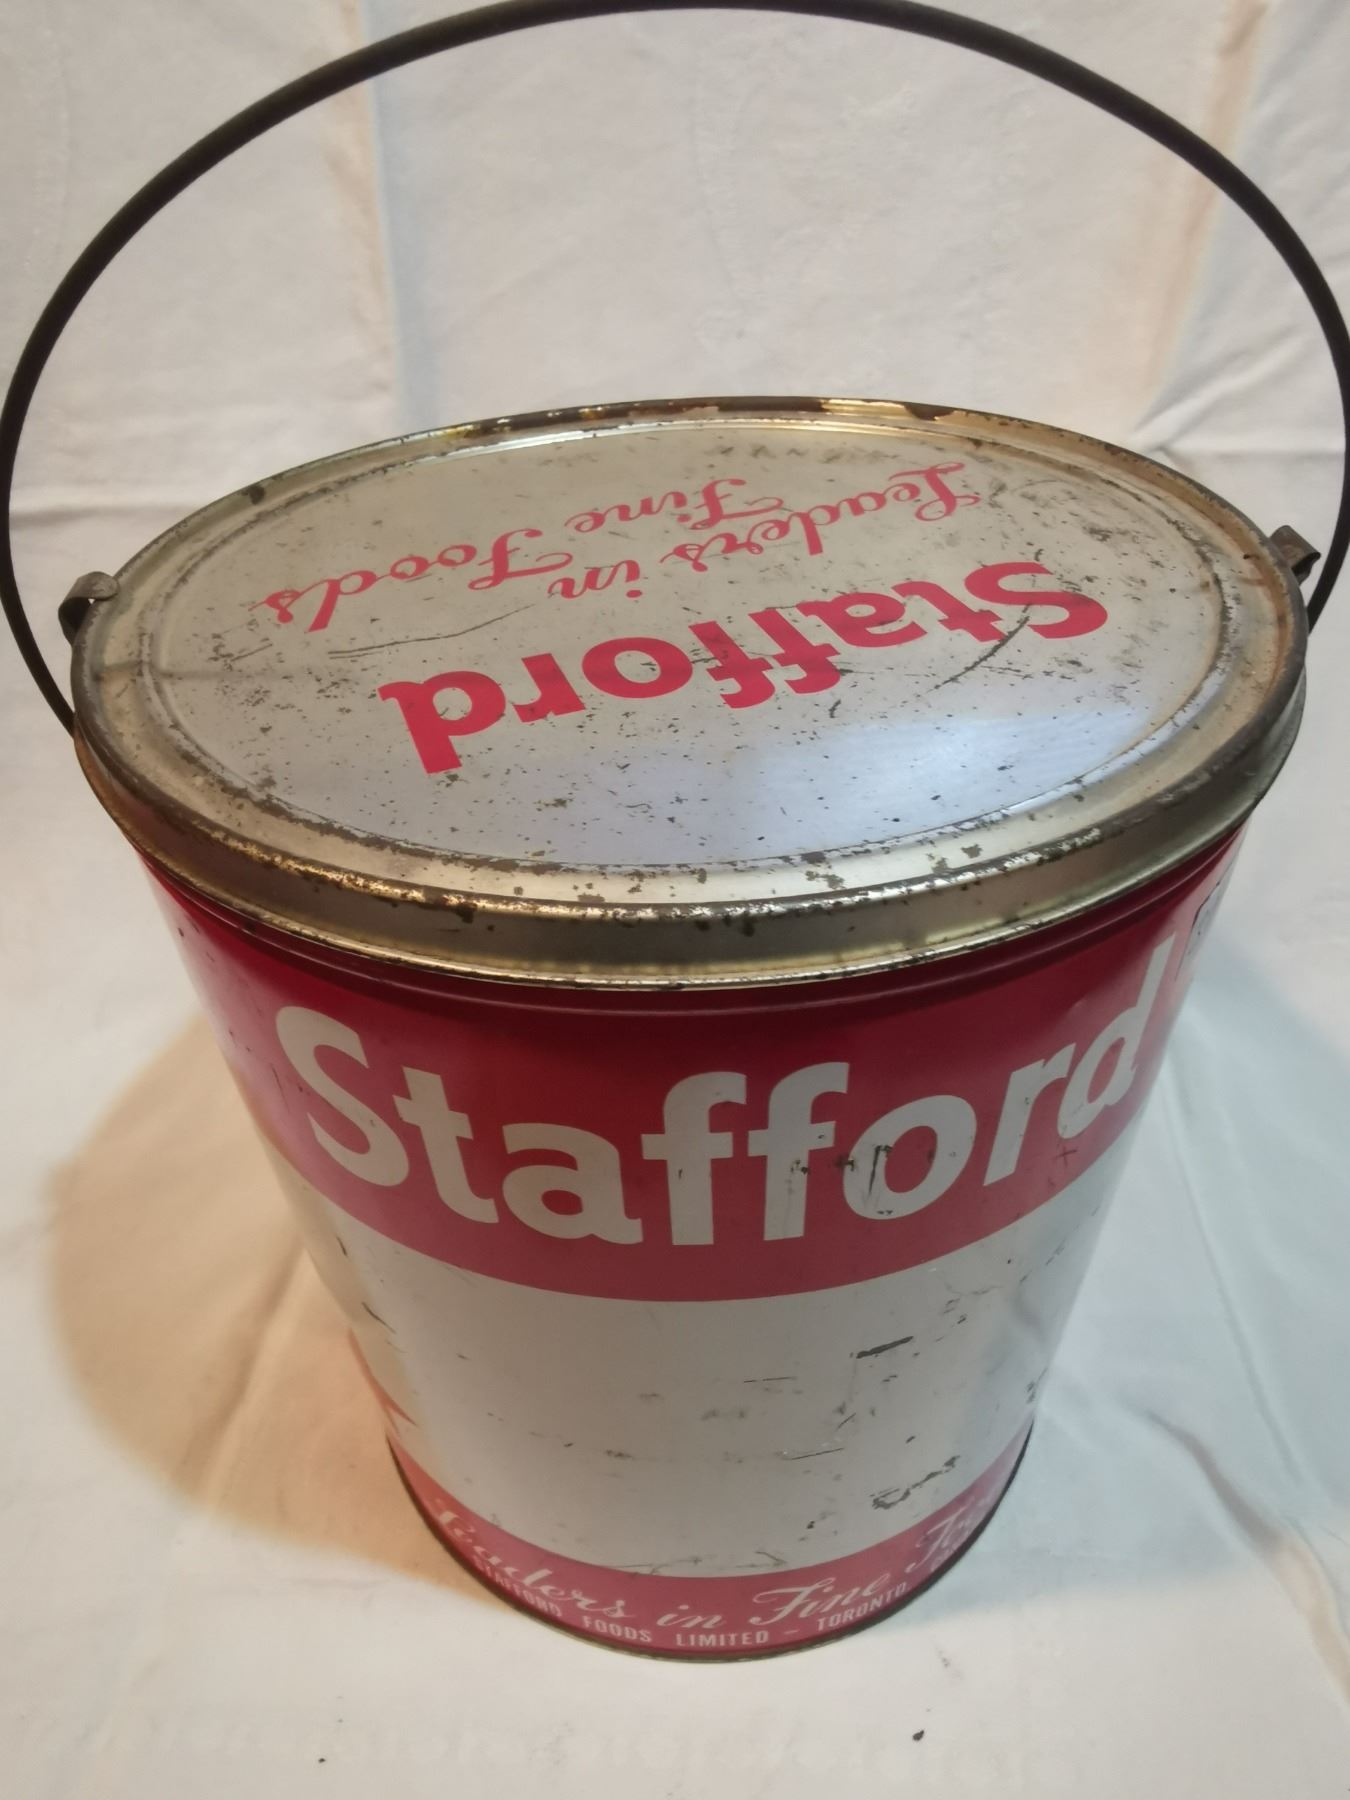 Stafford
Leaders in
Fine Foods
Stafford
Leaders in Fine
STAFFORD FOODS LIMITED - TORONTO